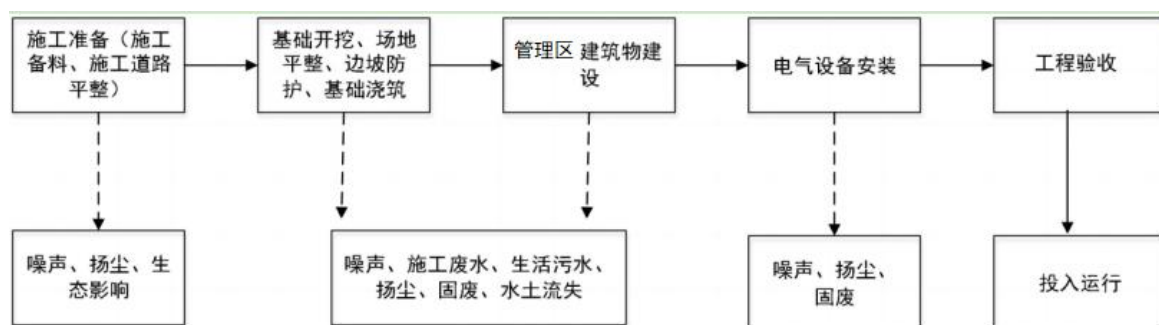 施工准备（施工
备料、施工道路
平整）
基础开挖、场地
平整、边坡防
护、基础浇筑
管理区 建筑物建
设
电气设备安装
工程验收
噪声、扬尘、生
态影响
噪声、施工废水、生活污水、
扬尘、固废、水土流失
噪声、扬尘、
固废
投入运行